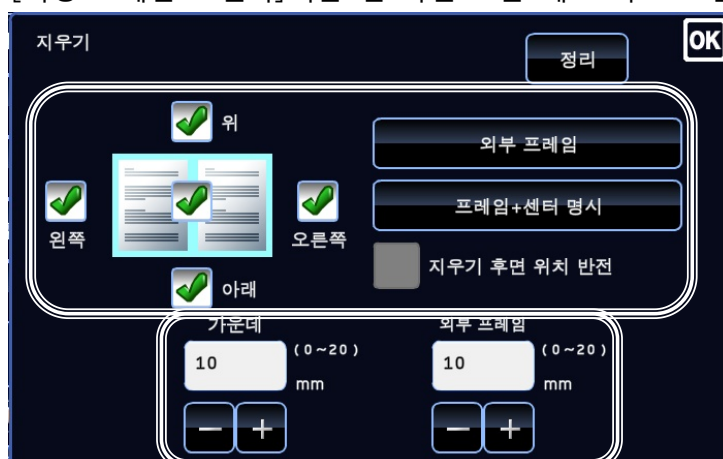 지우기
정리
OK
위
외부 프레임
왼쪽
오른쪽
프레임+센터 명시
지우기 후면 위치 반전
아래
가운데
외부 프레임
10
(0~20)
mm
10
(0~20)
mm